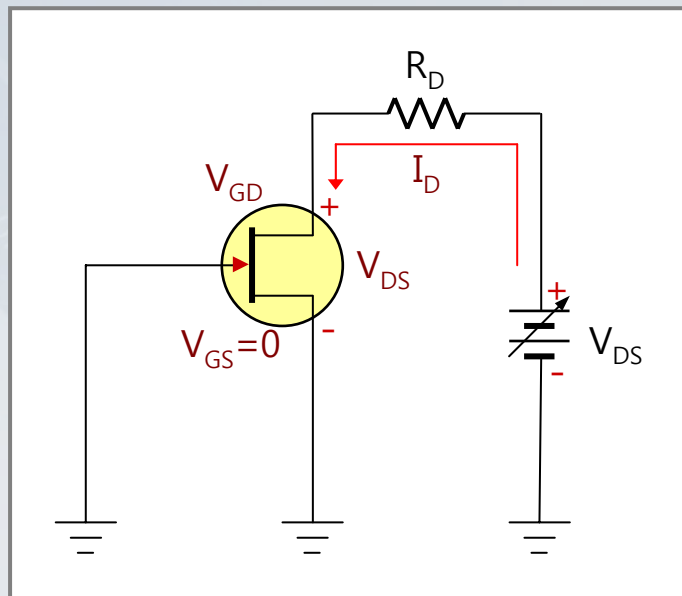 R_D
I_D
V_GD
+
V_DS
-
V_GS=0
+
V_DS
-